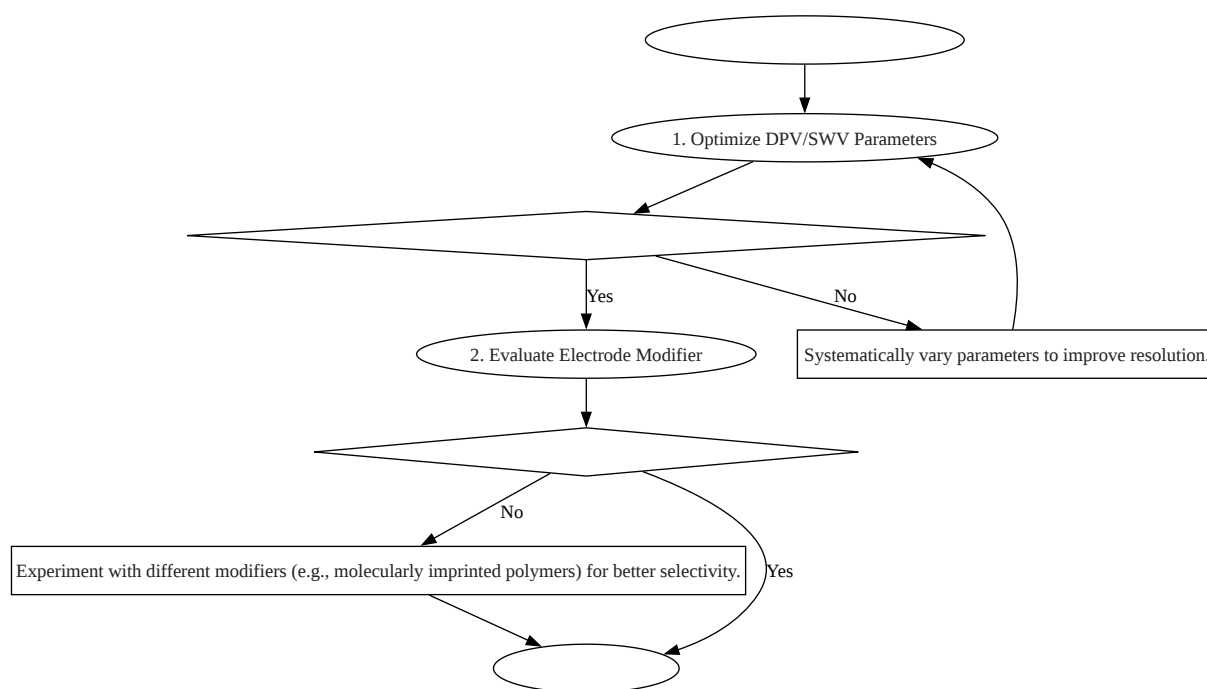 1. Optimize DPV/SWV Parameters
Yes
No
2. Evaluate Electrode Modifier
Systematically vary parameters to improve resolution.
No
Experiment with different modifiers (e.g., molecularly imprinted polymers) for better selectivity.
Yes